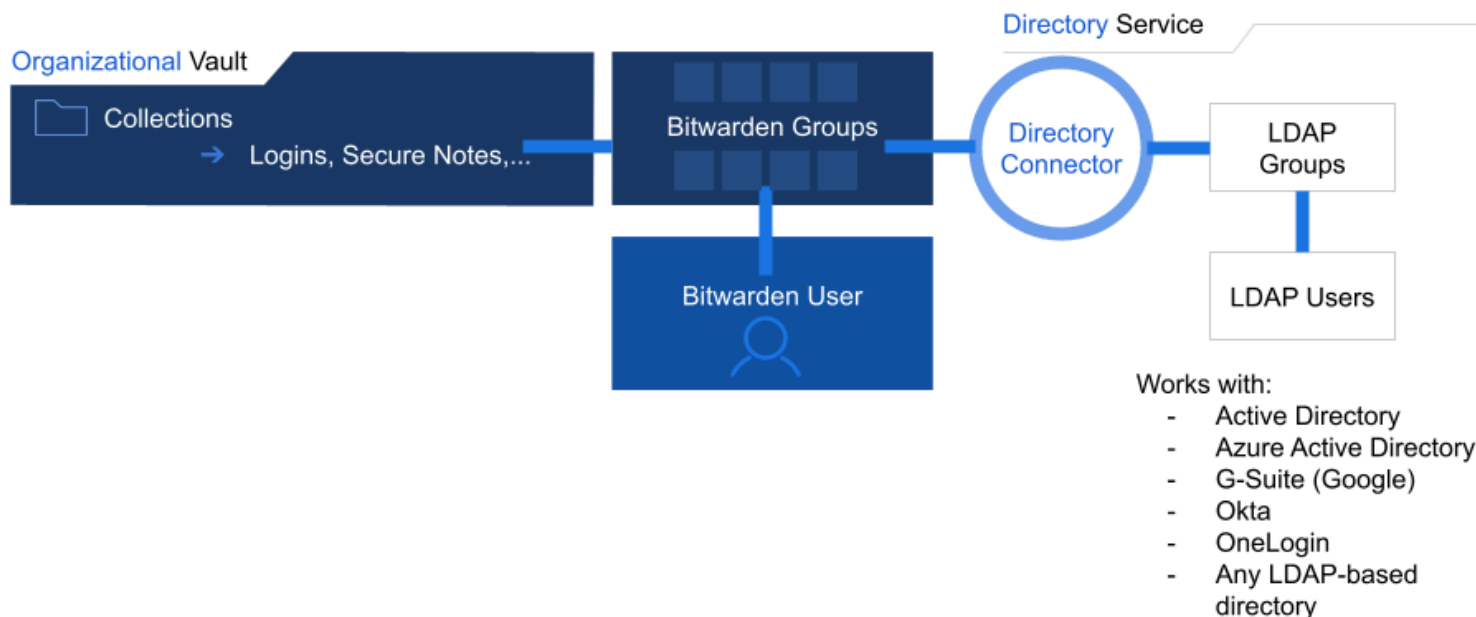 Organizational Vault
Collections
➔ Logins, Secure Notes,...
Bitwarden Groups
Bitwarden User
Directory Service
Directory
Connector
LDAP
Groups
LDAP Users
Works with:
- Active Directory
- Azure Active Directory
- G-Suite (Google)
- Okta
- OneLogin
- Any LDAP-based
directory